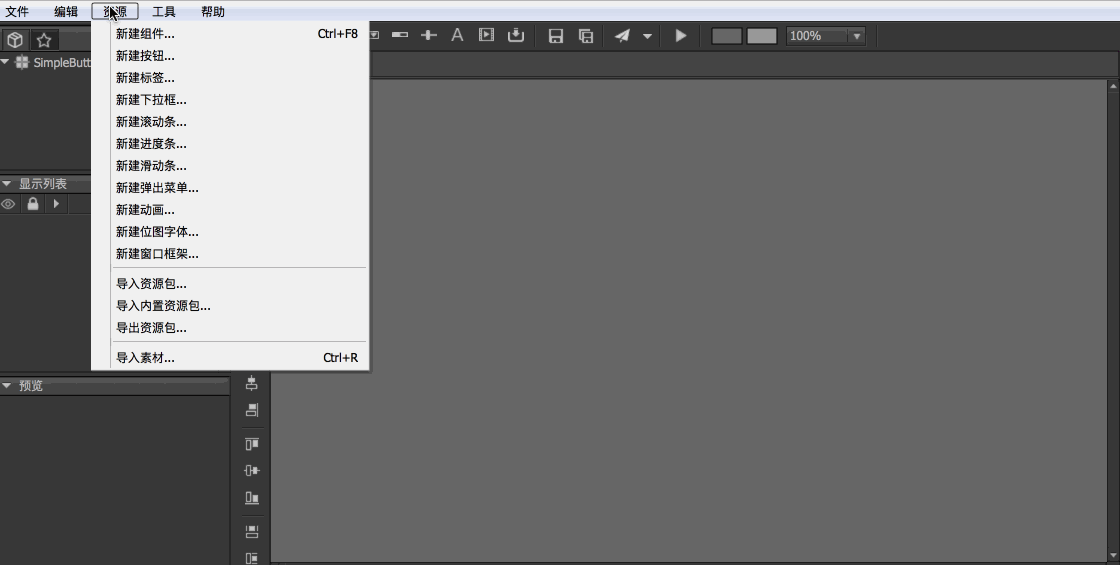 文件 编辑 资源 工具 帮助
新建组件... Ctrl+F8
新建按钮...
新建标签...
新建下拉框...
新建滚动条...
新建进度条...
新建滑动条...
新建弹出菜单...
新建动画...
新建位图字体...
新建窗口框架...
导入资源包...
导入内置资源包...
导出资源包...
导入素材... Ctrl+R
A 100%
SimpleButt
显示列表
预览